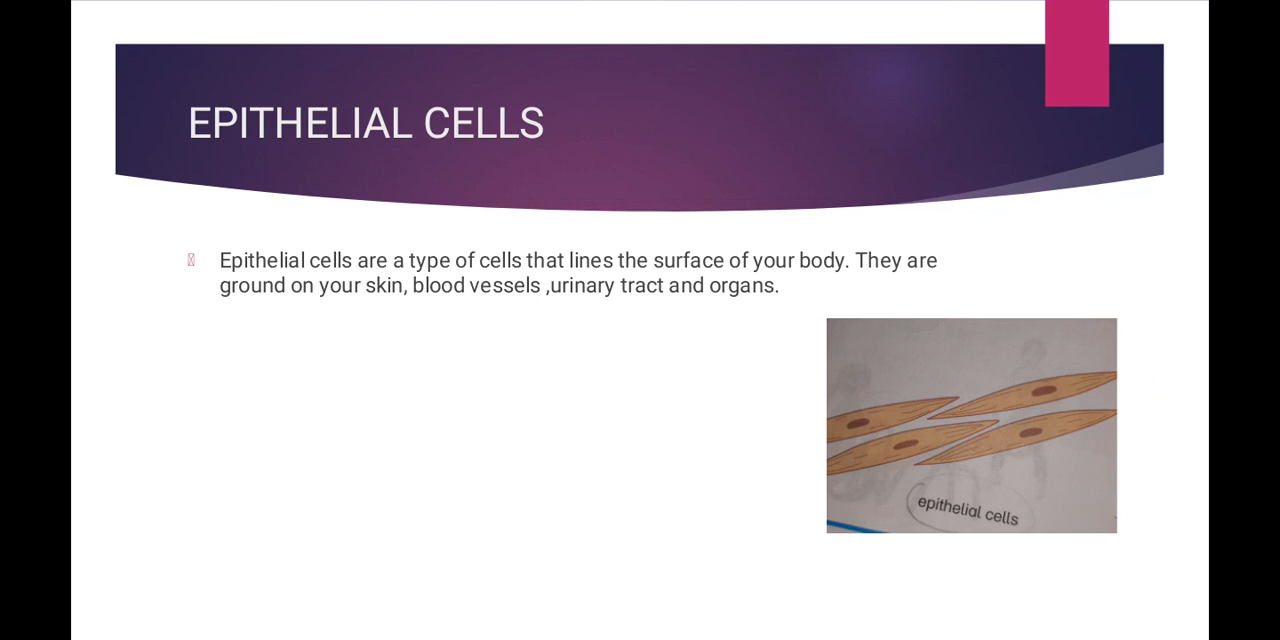 EPITHELIAL CELLS
Epithelial cells are a type of cells that lines the surface of your body. They are
ground on your skin, blood vessels ,urinary tract and organs.
epithelial cells